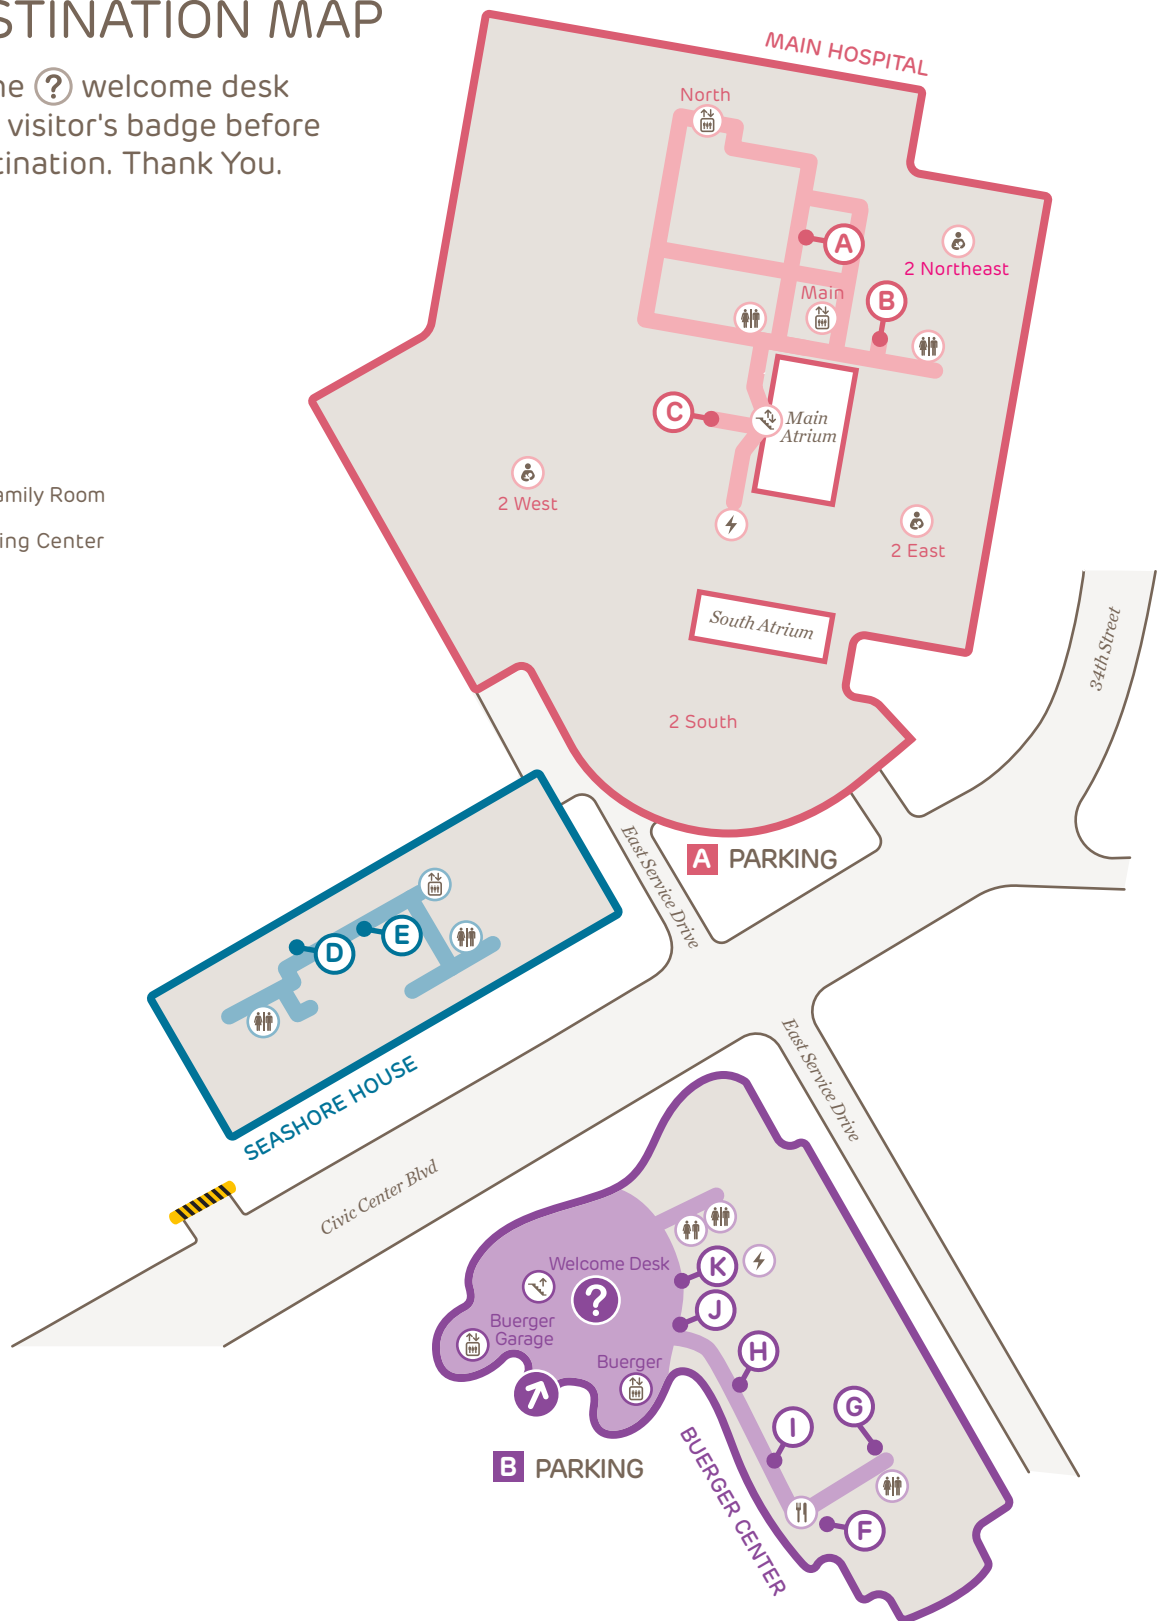 STINATION MAP
ne ? welcome desk
visitor's badge before
tination. Thank You.
amily Room
ing Center
MAIN HOSPITAL
North
A
2 Northeast
Main
B
C
Main
Atrium
2 West
2 East
South Atrium
2 South
34th Street
A PARKING
East Service Drive
E
D
SEASHORE HOUSE
Civic Center Blvd
East Service Drive
Welcome Desk
K
?
J
Buerger
Garage
Buerger
H
G
I
B PARKING
F
BUERGER CENTER